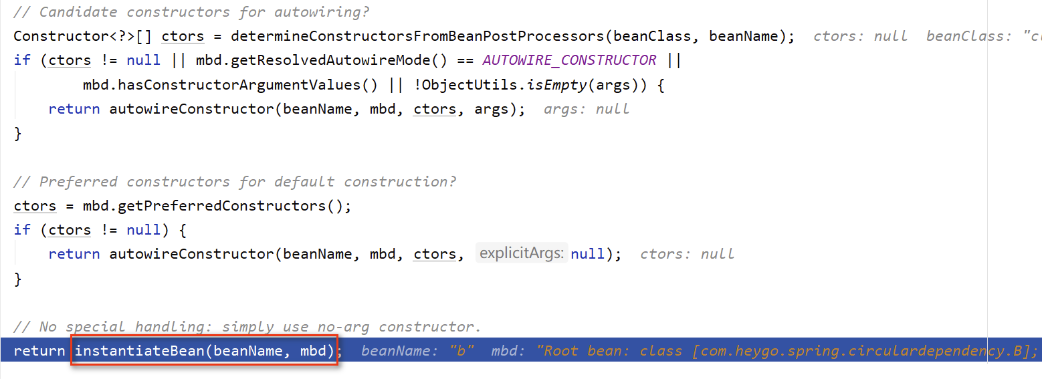 // Candidate constructors for autowiring?
Constructor<?>[] ctors = determineConstructorsFromBeanPostProcessors(beanClass, beanName);  ctors: null  beanClass: "c
if (ctors != null || mbd.getResolvedAutowireMode() == AUTOWIRE_CONSTRUCTOR ||
mbd.hasConstructorArgumentValues() || !ObjectUtils.isEmpty(args)) {
return autowireConstructor(beanName, mbd, ctors, args);  args: null
}
// Preferred constructors for default construction?
ctors = mbd.getPreferredConstructors();
if (ctors != null) {
return autowireConstructor(beanName, mbd, ctors, explicitArgs: null);  ctors: null
}
// No special handling: simply use no-arg constructor.
return instantiateBean(beanName, mbd);  beanName: "b"  mbd: "Root bean: class [com.heygo.spring.circulardependency.B];